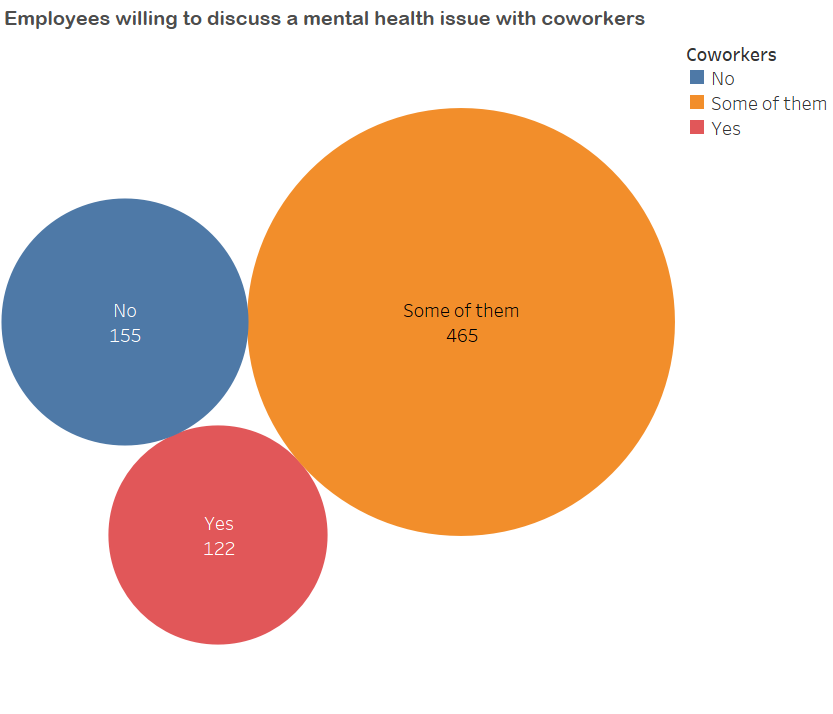 Employees willing to discuss a mental health issue with coworkers
Coworkers
No
Some of them
Yes
No
155
Some of them
465
Yes
122